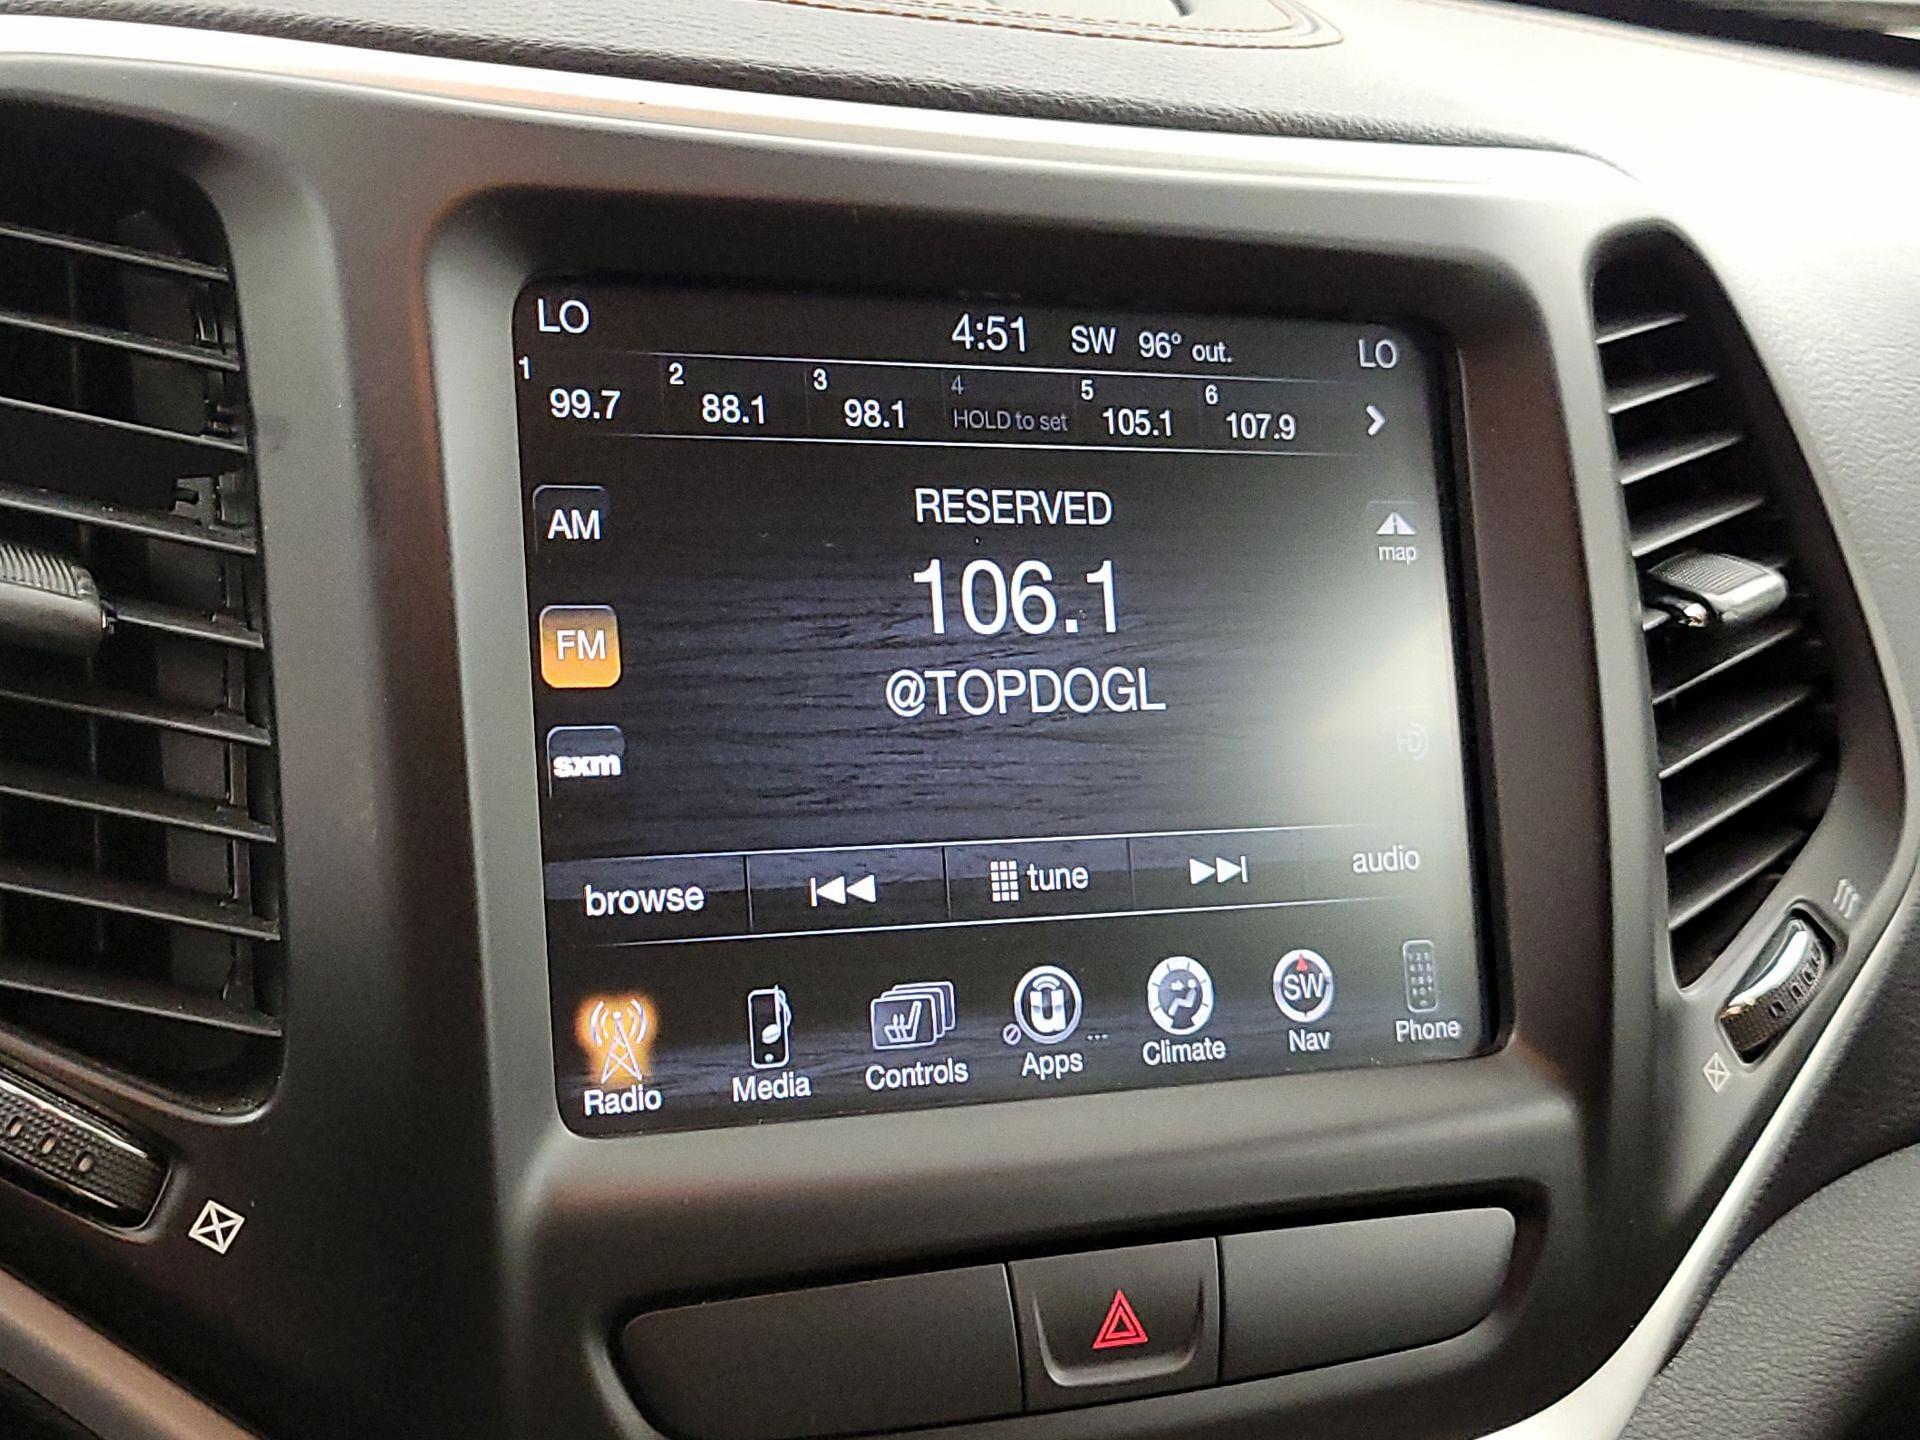 LO 4:51 SW 96° out. LO
1 99.7 2 88.1 3 98.1 4 HOLD to set 5 105.1 6 107.9
AM
RESERVED
map
106.1
FM
@TOPDOGL
HD
sxm
browse tune audio
SW
Radio Media Controls Apps ... Climate Nav Phone